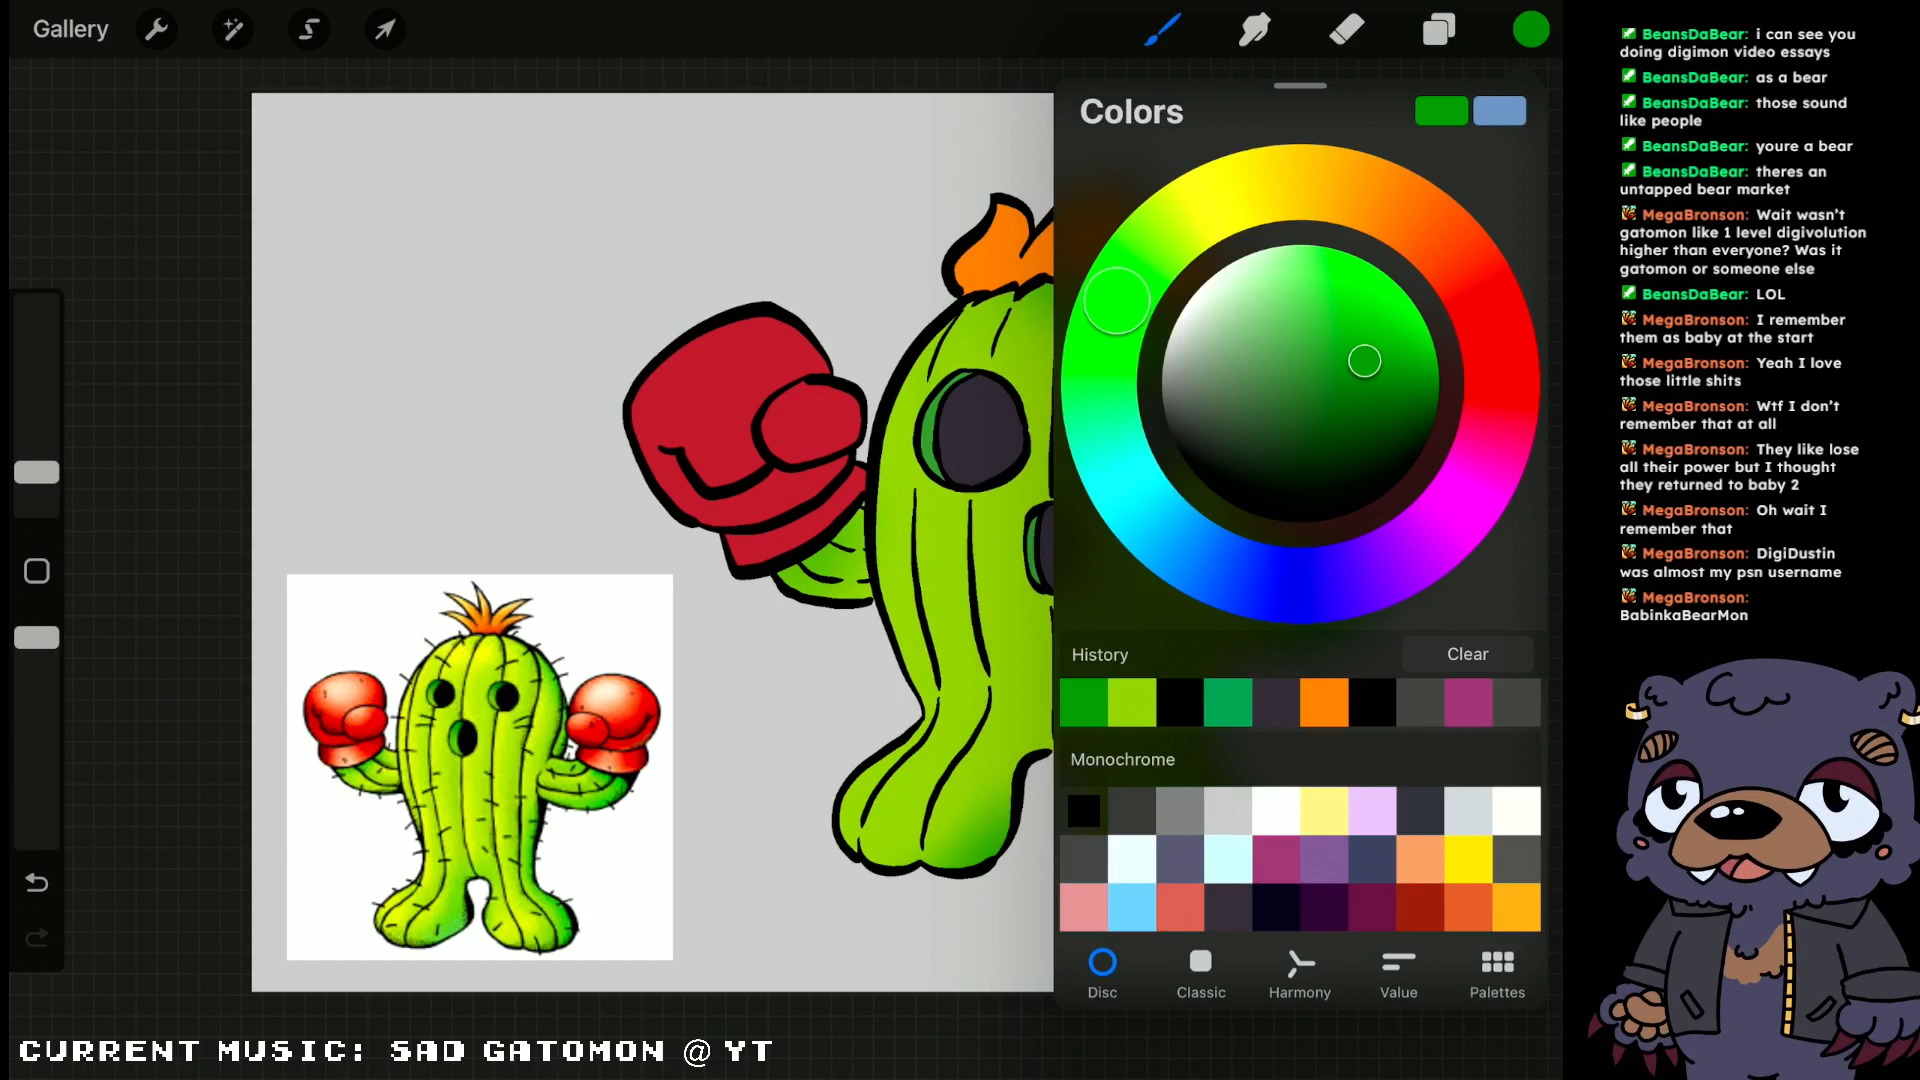 Gallery
Colors
History
Clear
Monochrome
Disc
Classic
Harmony
Value
Palettes
BeansDaBear: i can see you
doing digimon video essays
BeansDaBear: as a bear
BeansDaBear: those sound
like people
BeansDaBear: youre a bear
BeansDaBear: theres an
untapped bear market
MegaBronson: Wait wasn't
gatomon like 1 level digivolution
higher than everyone? Was it
gatomon or someone else
BeansDaBear: LOL
MegaBronson: I remember
them as baby at the start
MegaBronson: Yeah I love
those little shits
MegaBronson: Wtf I don't
remember that at all
MegaBronson: They like lose
all their power but I thought
they returned to baby 2
MegaBronson: Oh wait I
remember that
MegaBronson: DigiDustin
was almost my psn username
MegaBronson:
BabinkaBearMon
CURRENT MUSIC: SAD GATOMON @ YT